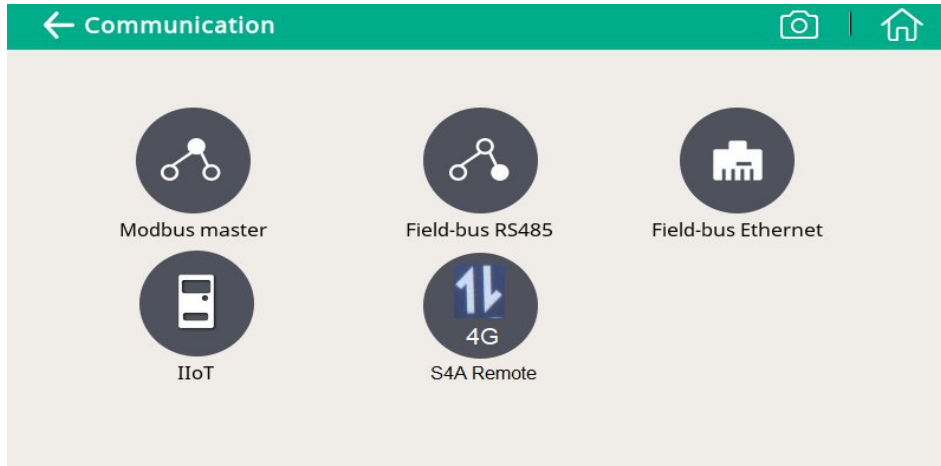 Communication
Modbus master
Field-bus RS485
Field-bus Ethernet
4G
IIoT
S4A Remote